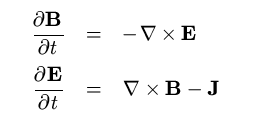 ∂𝐁/∂t = −∇ × 𝐄
∂𝐄/∂t = ∇ × 𝐁 − 𝐉